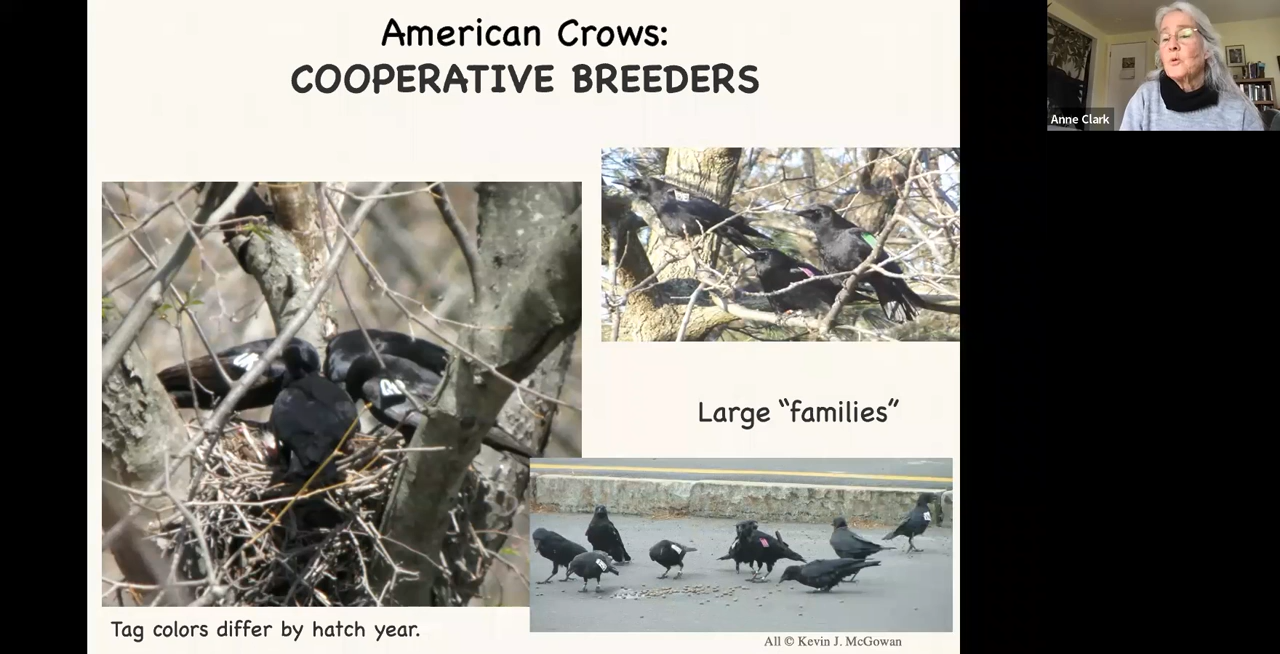 American Crows:
COOPERATIVE BREEDERS
Anne Clark
Large “families”
Tag colors differ by hatch year.
All © Kevin J. McGowan